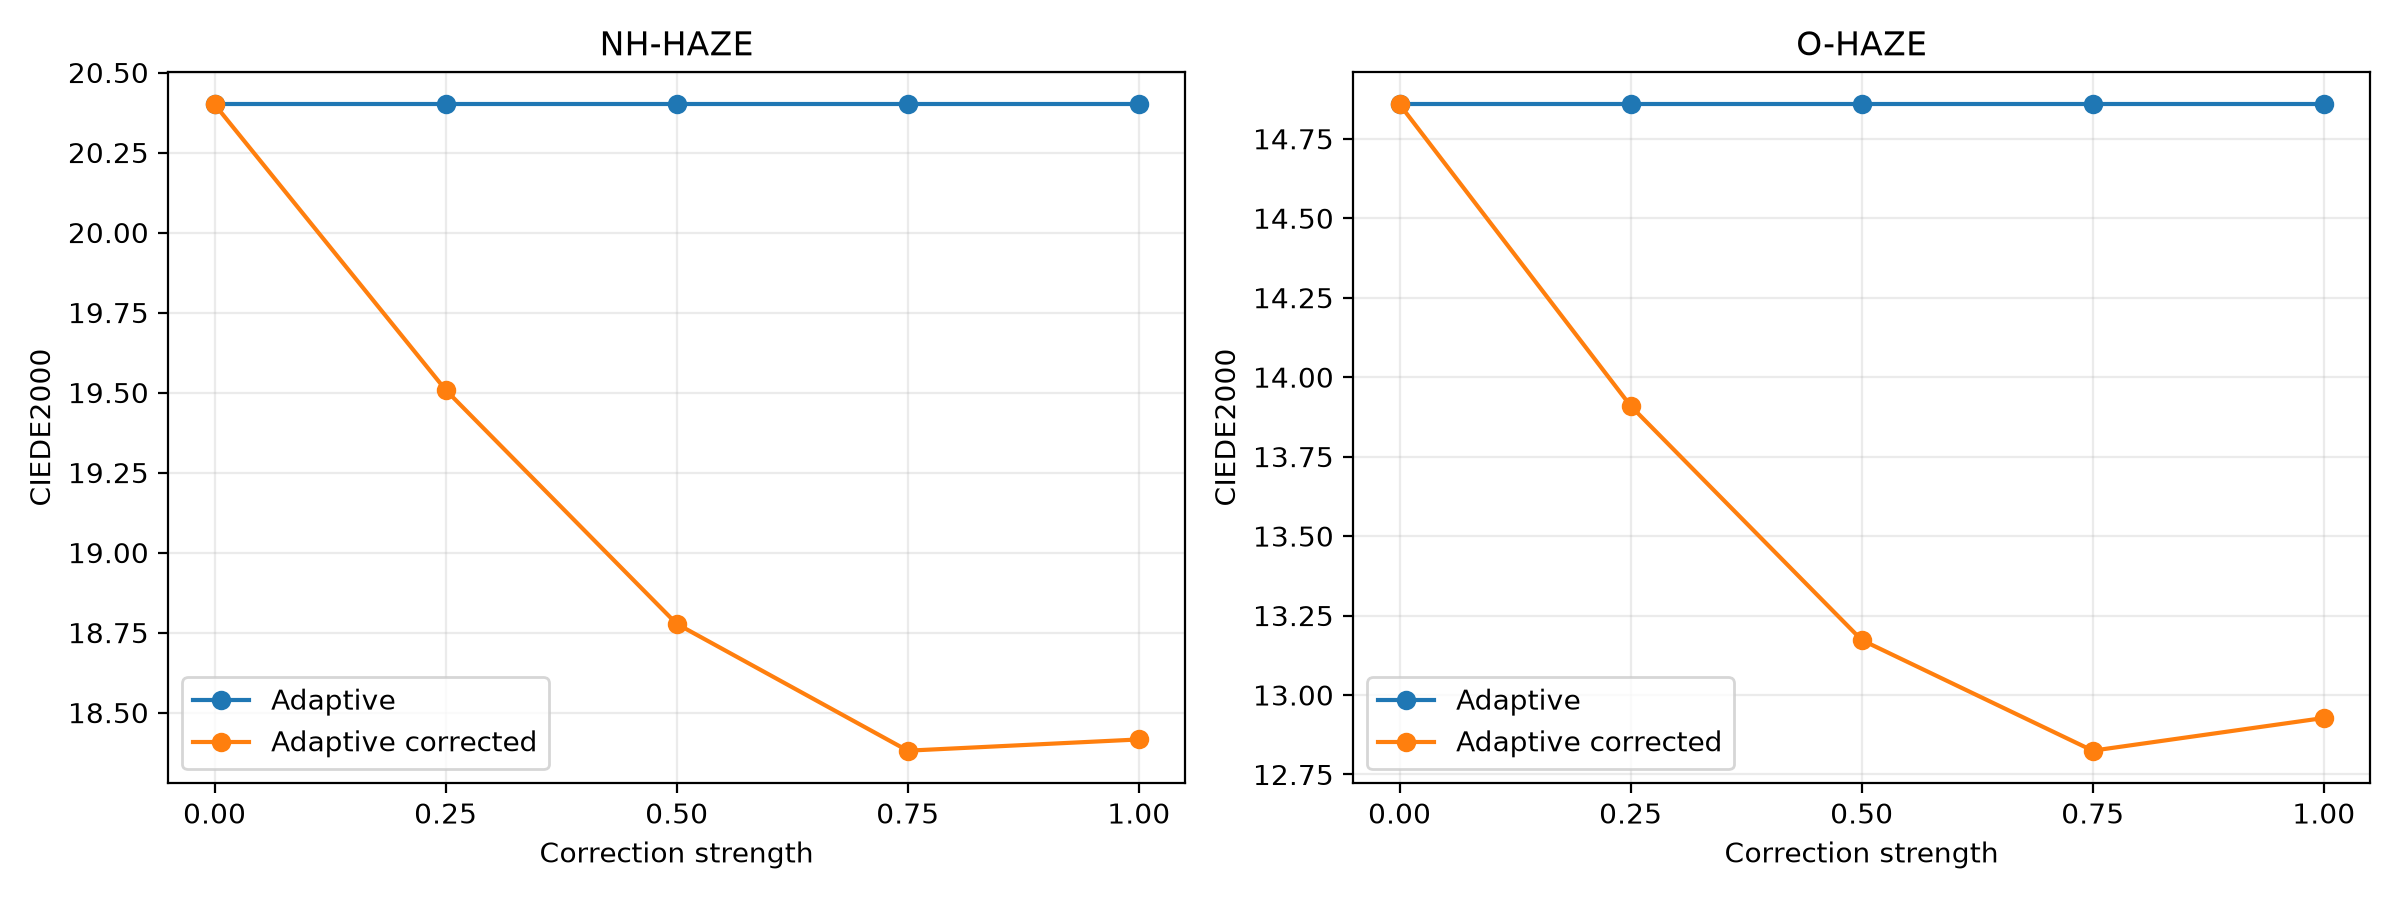 NH-HAZE
20.50
20.25
20.00
19.75
19.50
19.25
19.00
18.75
18.50
CIEDE2000
Adaptive
Adaptive corrected
0.00 0.25 0.50 0.75 1.00
Correction strength
O-HAZE
14.75
14.50
14.25
14.00
13.75
13.50
13.25
13.00
12.75
CIEDE2000
Adaptive
Adaptive corrected
0.00 0.25 0.50 0.75 1.00
Correction strength